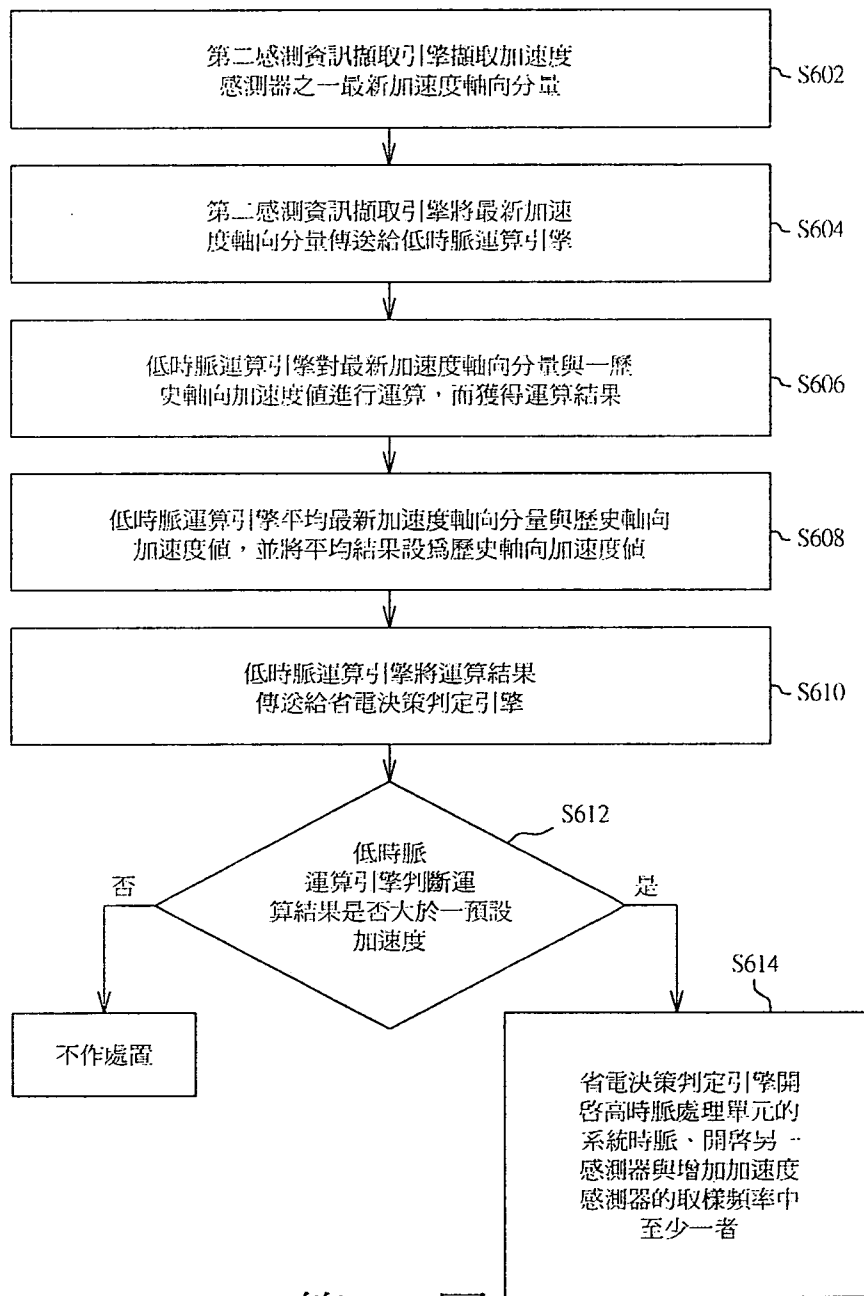 第二感測資訊擷取引擎擷取加速度
感測器之一最新加速度軸向分量
S602
第二感測資訊擷取引擎將最新加速
度軸向分量傳送給低時脈運算引擎
S604
低時脈運算引擎對最新加速度軸向分量與一歷
史軸向加速度值進行運算，而獲得運算結果
S606
低時脈運算引擎平均最新加速度軸向分量與歷史軸向
加速度值，並將平均結果設爲歷史軸向加速度值
S608
低時脈運算引擎將運算結果
傳送給省電決策判定引擎
S610
S612
低時脈
運算引擎判斷運
算結果是否大於一預設
加速度
否
是
S614
不作處置
省電決策判定引擎開
啓高時脈處理單元的
系統時脈、開啓另一
感測器與增加加速度
感測器的取樣頻率中
至少一者